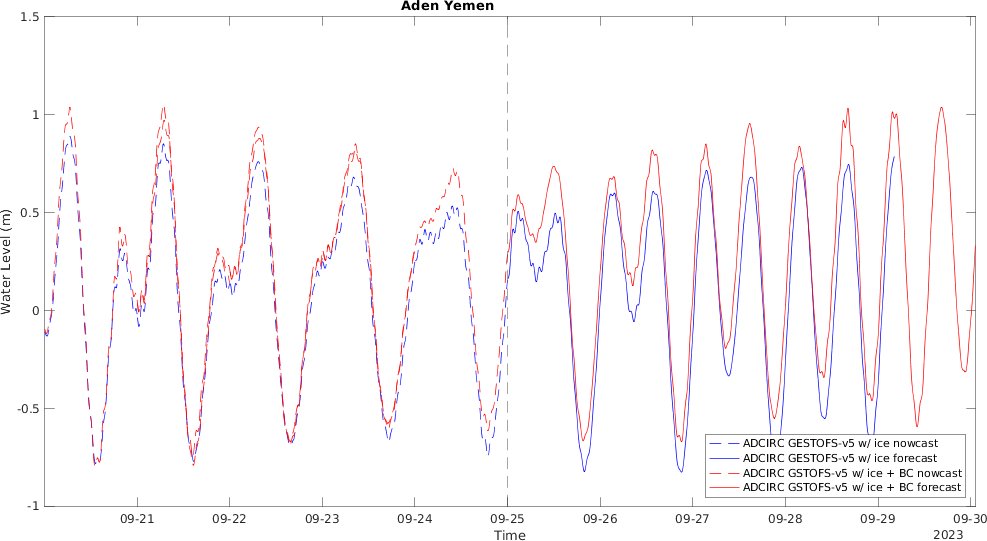 Aden Yemen
1.5
1
0.5
0
-0.5
-1
Water Level (m)
09-21 09-22 09-23 09-24 09-25 09-26 09-27 09-28 09-29 09-30
Time
2023
ADCIRC GESTOFS-v5 w/ ice nowcast
ADCIRC GESTOFS-v5 w/ ice forecast
ADCIRC GSTOFS-v5 w/ ice + BC nowcast
ADCIRC GSTOFS-v5 w/ ice + BC forecast